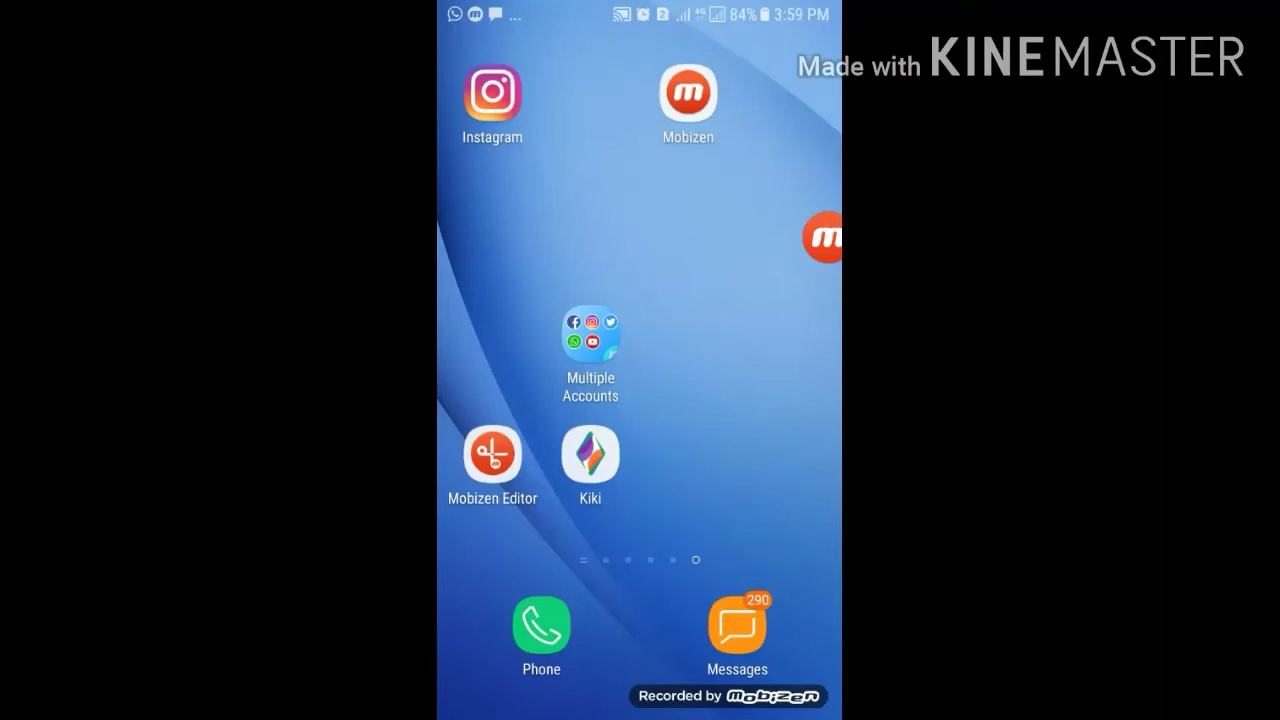 ... 4G 84% 3:59 PM
Made with KINEMASTER
Instagram
Mobizen
Multiple
Accounts
Mobizen Editor
Kiki
290
Phone
Messages
Recorded by Mobizen